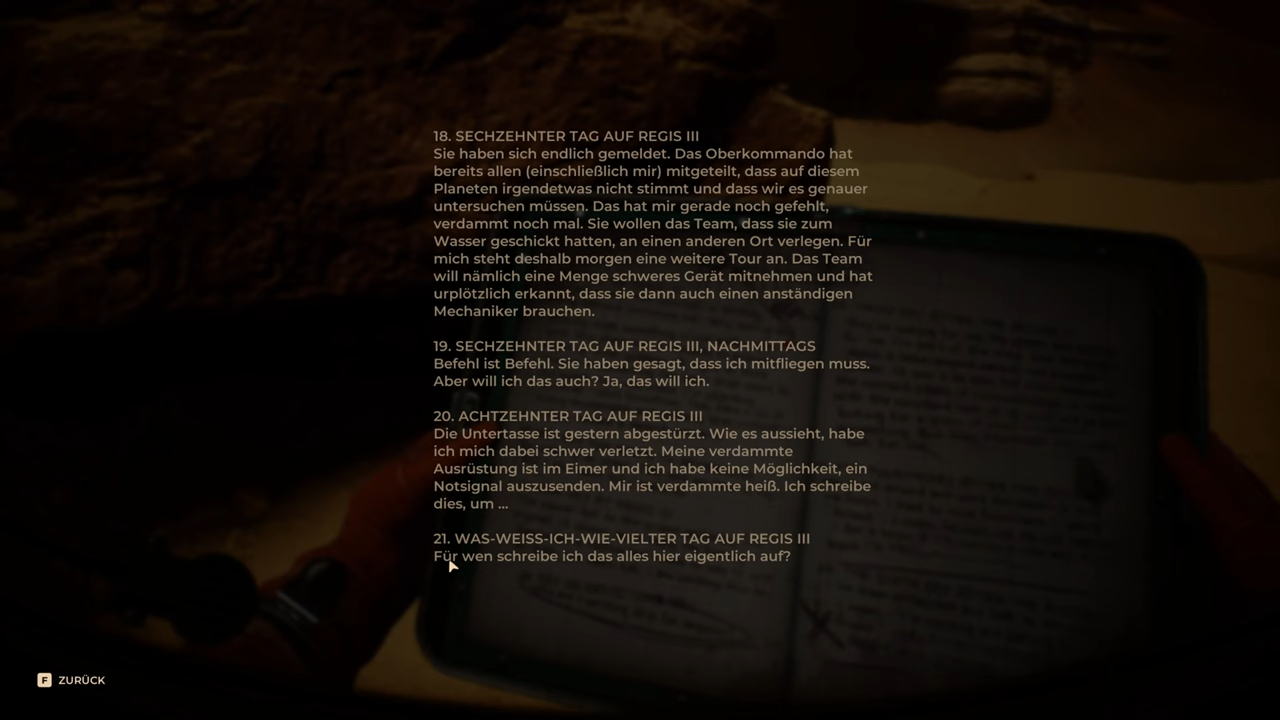 18. SECHZEHNTER TAG AUF REGIS III
Sie haben sich endlich gemeldet. Das Oberkommando hat
bereits allen (einschließlich mir) mitgeteilt, dass auf diesem
Planeten irgendetwas nicht stimmt und dass wir es genauer
untersuchen müssen. Das hat mir gerade noch gefehlt,
verdammt noch mal. Sie wollen das Team, dass sie zum
Wasser geschickt hatten, an einen anderen Ort verlegen. Für
mich steht deshalb morgen eine weitere Tour an. Das Team
will nämlich eine Menge schweres Gerät mitnehmen und hat
urplötzlich erkannt, dass sie dann auch einen anständigen
Mechaniker brauchen.
19. SECHZEHNTER TAG AUF REGIS III, NACHMITTAGS
Befehl ist Befehl. Sie haben gesagt, dass ich mitfliegen muss.
Aber will ich das auch? Ja, das will ich.
20. ACHTZEHNTER TAG AUF REGIS III
Die Untertasse ist gestern abgestürzt. Wie es aussieht, habe
ich mich dabei schwer verletzt. Meine verdammte
Ausrüstung ist im Eimer und ich habe keine Möglichkeit, ein
Notsignal auszusenden. Mir ist verdammte heiß. Ich schreibe
dies, um ...
21. WAS-WEISS-ICH-WIE-VIELTER TAG AUF REGIS III
Für wen schreibe ich das alles hier eigentlich auf?
F ZURÜCK